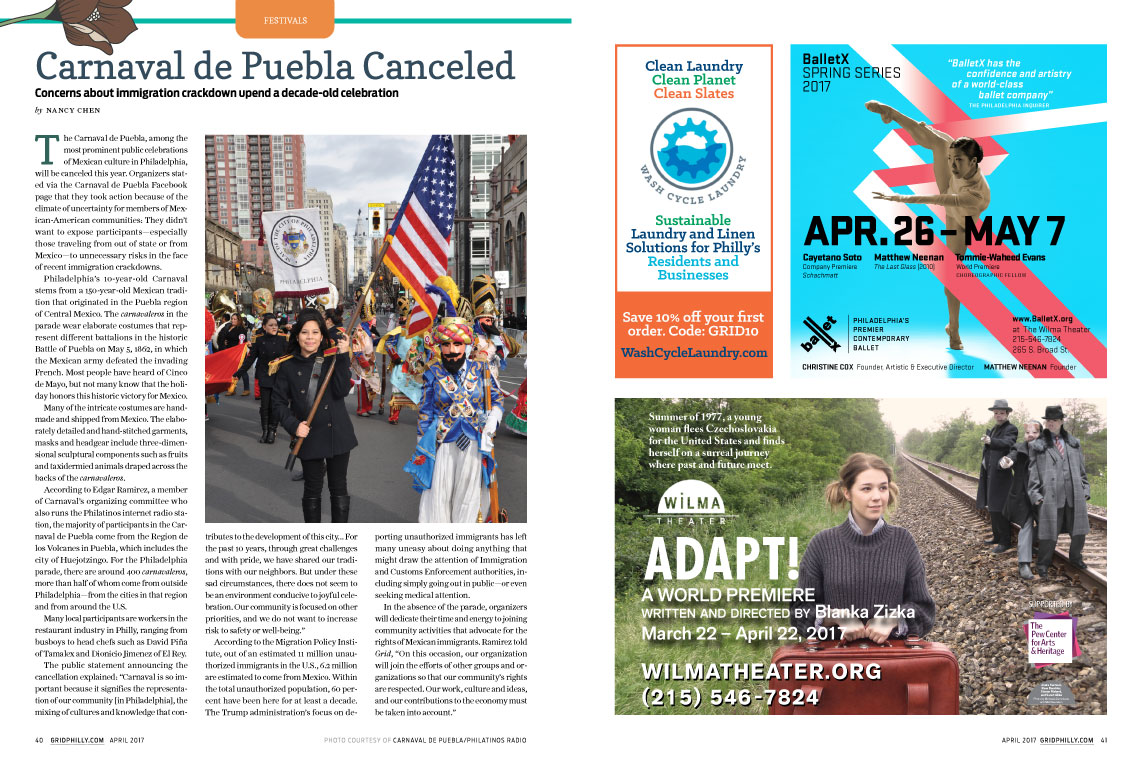 FESTIVALS
Carnaval de Puebla Canceled
Concerns about immigration crackdown upend a decade-old celebration
by NANCY CHEN
The Carnaval de Puebla, among the
most prominent public celebrations
of Mexican culture in Philadelphia,
will be canceled this year. Organizers stat-
ed via the Carnaval de Puebla Facebook
page that they took action because of the
climate of uncertainty for members of Mex-
ican-American communities: They didn't
want to expose participants—especially
those traveling from out of state or from
Mexico—to unnecessary risks in the face
of recent immigration crackdowns.
Philadelphia's 10-year-old Carnaval
stems from a 150-year-old Mexican tradi-
tion that originated in the Puebla region
of Central Mexico. The carnavaleros in the
parade wear elaborate costumes that rep-
resent different battalions in the historic
Battle of Puebla on May 5, 1862, in which
the Mexican army defeated the invading
French. Most people have heard of Cinco
de Mayo, but not many know that the holi-
day honors this historic victory for Mexico.
Many of the intricate costumes are hand-
made and shipped from Mexico. The elabo-
rately detailed and hand-stitched garments,
masks and headgear include three-dimen-
sional sculptural components such as fruits
and taxidermied animals draped across the
backs of the carnavaleros.
According to Edgar Ramirez, a member
of Carnaval's organizing committee who
also runs the Philatinos internet radio sta-
tion, the majority of participants in the Car-
naval de Puebla come from the Region de
los Volcanes in Puebla, which includes the
city of Huejotzingo. For the Philadelphia
parade, there are around 400 carnavaleros,
more than half of whom come from outside
Philadelphia—from the cities in that region
and from around the U.S.
Many local participants are workers in the
restaurant industry in Philly, ranging from
busboys to head chefs such as David Piña
of Tamalex and Dionicio Jimenez of El Rey.
The public statement announcing the
cancellation explained: "Carnaval is so im-
portant because it signifies the representa-
tion of our community [in Philadelphia], the
mixing of cultures and knowledge that con-
tributes to the development of this city... For
the past 10 years, through great challenges
and with pride, we have shared our tradi-
tions with our neighbors. But under these
sad circumstances, there does not seem to
be an environment conducive to joyful cele-
bration. Our community is focused on other
priorities, and we do not want to increase
risk to safety or well-being."
According to the Migration Policy Insti-
tute, out of an estimated 11 million unau-
thorized immigrants in the U.S., 6.2 million
are estimated to come from Mexico. Within
the total unauthorized population, 60 per-
cent have been here for at least a decade.
The Trump administration's focus on de-
porting unauthorized immigrants has left
many uneasy about doing anything that
might draw the attention of Immigration
and Customs Enforcement authorities, in-
cluding simply going out in public—or even
seeking medical attention.
In the absence of the parade, organizers
will dedicate their time and energy to joining
community activities that advocate for the
rights of Mexican immigrants. Ramirez told
Grid, "On this occasion, our organization
will join the efforts of other groups and or-
ganizations so that our community's rights
are respected. Our work, culture and ideas,
and our contributions to the economy must
be taken into account."
PHILADELPHIA
40 GRIDPHILLY.COM APRIL 2017
PHOTO COURTESY OF CARNAVAL DE PUEBLA/PHILATINOS RADIO
Clean Laundry
Clean Planet
Clean Slates
WASH CYCLE LAUNDRY
Sustainable
Laundry and Linen
Solutions for Philly's
Residents and
Businesses
Save 10% off your first
order. Code: GRID10
WashCycleLaundry.com
BalletX
SPRING SERIES
2017
"BalletX has the
confidence and artistry
of a world-class
ballet company"
THE PHILADELPHIA INQUIRER
APR. 26 – MAY 7
Cayetano Soto
Company Premiere
Schachmatt
Matthew Neenan
The Last Glass (2010)
Tommie-Waheed Evans
World Premiere
CHOREOGRAPHIC FELLOW
ballet
PHILADELPHIA'S
PREMIER
CONTEMPORARY
BALLET
www.BalletX.org
at The Wilma Theater
215-546-7824
265 S. Broad St.
CHRISTINE COX Founder, Artistic & Executive Director MATTHEW NEENAN Founder
Summer of 1977, a young
woman flees Czechoslovakia
for the United States and finds
herself on a surreal journey
where past and future meet.
WILMA
THEATER
ADAPT!
A WORLD PREMIERE
WRITTEN AND DIRECTED BY Blanka Zizka
March 22 – April 22, 2017
WILMATHEATER.ORG
(215) 546-7824
SUPPORTED BY
The
Pew Center
for Arts
& Heritage
APRIL 2017 GRIDPHILLY.COM 41